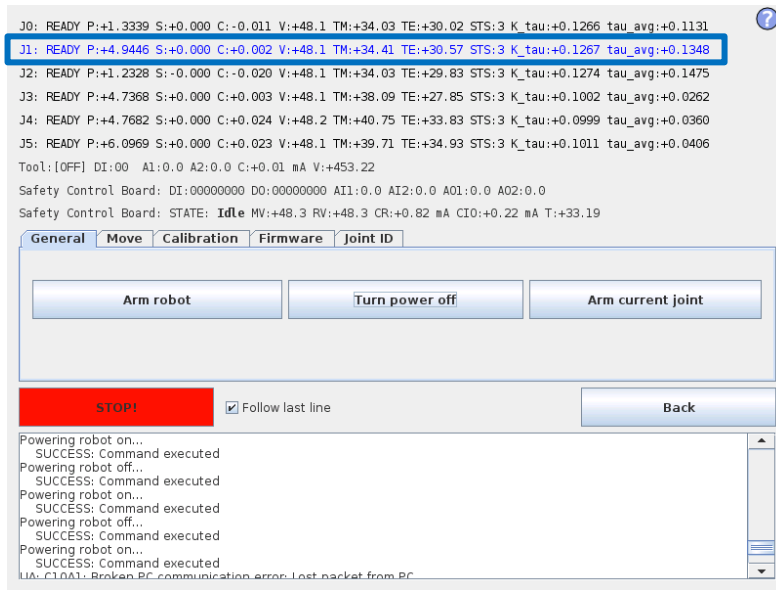 J0: READY P:+1.3339 S:+0.000 C:-0.011 V:+48.1 TM:+34.03 TE:+30.02 STS:3 K_tau:+0.1266 tau_avg:+0.1131
?
J1: READY P:+4.9446 S:+0.000 C:+0.002 V:+48.1 TM:+34.41 TE:+30.57 STS:3 K_tau:+0.1267 tau_avg:+0.1348
J2: READY P:+1.2328 S:-0.000 C:-0.020 V:+48.1 TM:+34.03 TE:+29.83 STS:3 K_tau:+0.1274 tau_avg:+0.1475
J3: READY P:+4.7368 S:+0.000 C:+0.003 V:+48.1 TM:+38.09 TE:+27.85 STS:3 K_tau:+0.1002 tau_avg:+0.0262
J4: READY P:+4.7682 S:+0.000 C:+0.024 V:+48.2 TM:+40.75 TE:+33.83 STS:3 K_tau:+0.0999 tau_avg:+0.0360
J5: READY P:+6.0969 S:+0.000 C:+0.023 V:+48.1 TM:+39.71 TE:+34.93 STS:3 K_tau:+0.1011 tau_avg:+0.0406
Tool:[OFF] DI:00 A1:0.0 A2:0.0 C:+0.01 mA V:+453.22
Safety Control Board: DI:00000000 DO:00000000 AI1:0.0 AI2:0.0 AO1:0.0 AO2:0.0
Safety Control Board: STATE: Idle MV:+48.3 RV:+48.3 CR:+0.82 mA CIO:+0.22 mA T:+33.19
General Move Calibration Firmware Joint ID
Arm robot Turn power off Arm current joint
STOP! Follow last line Back
Powering robot on...
SUCCESS: Command executed
Powering robot off...
SUCCESS: Command executed
Powering robot on...
SUCCESS: Command executed
Powering robot off...
SUCCESS: Command executed
Powering robot on...
SUCCESS: Command executed
UA: C10A1: Broken PC communication error: Lost packet from PC